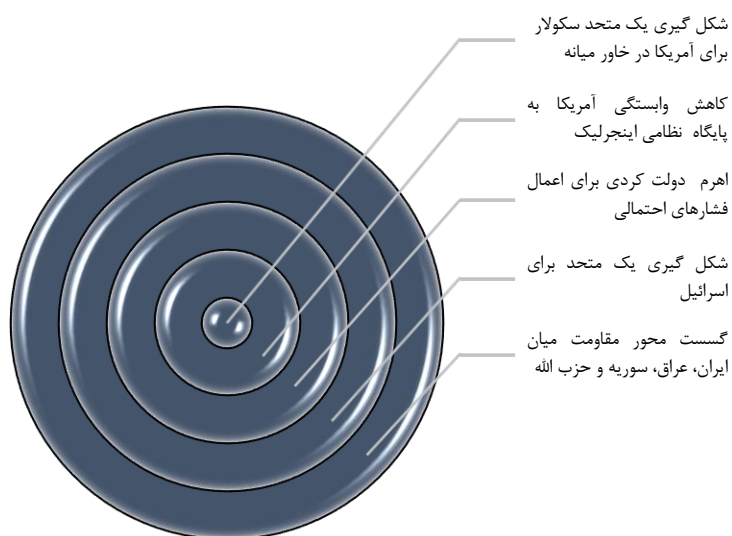 شکل گیری یک متحد سکولار
برای آمریکا در خاور میانه
کاهش وابستگی آمریکا به
پایگاه نظامی اینجرلیک
اهرم دولت کردی برای اعمال
فشارهای احتمالی
شکل گیری یک متحد برای
اسرائیل
گسست محور مقاومت میان
ایران، عراق، سوریه و حزب الله